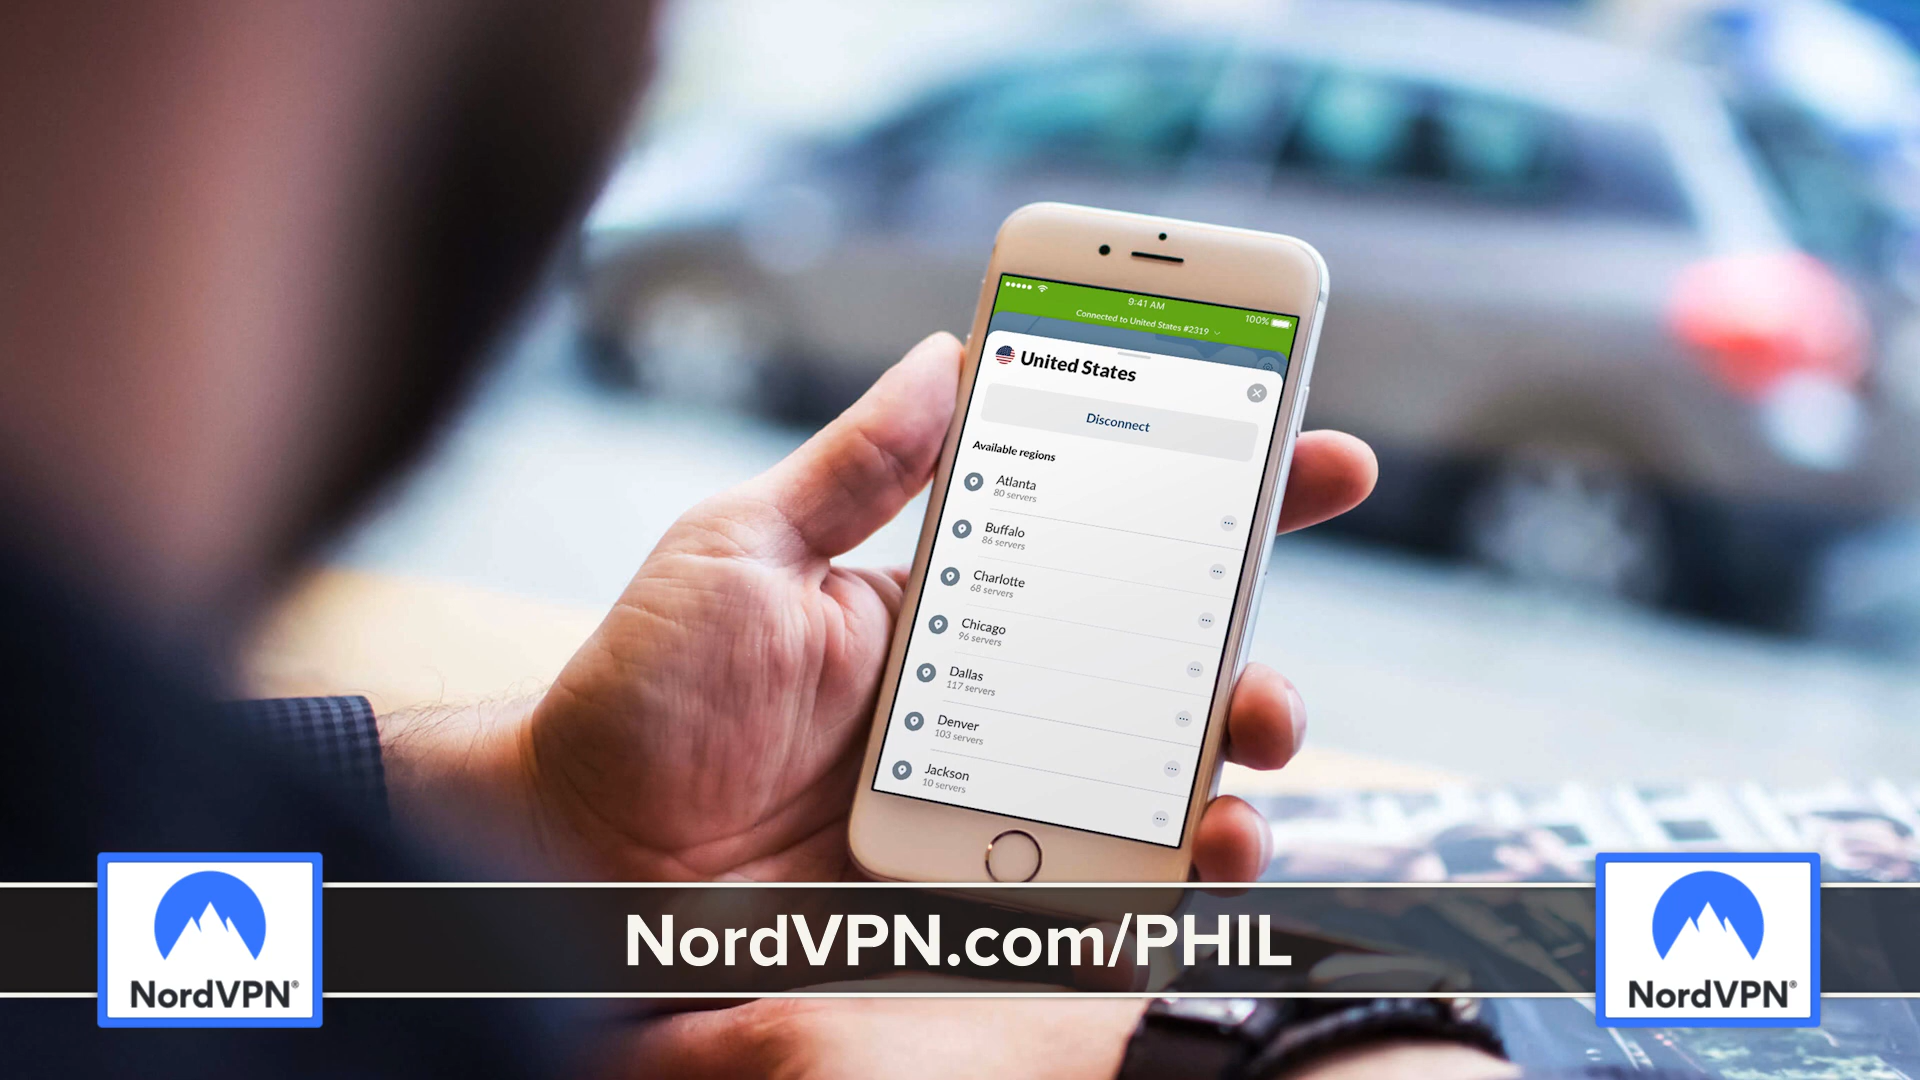 9:41 AM
100%
Connected to United States #2319
United States
Disconnect
Available regions
Atlanta
80 servers
Buffalo
86 servers
Charlotte
68 servers
Chicago
96 servers
Dallas
117 servers
Denver
103 servers
Jackson
10 servers
NordVPN.com/PHIL
NordVPN®
NordVPN®